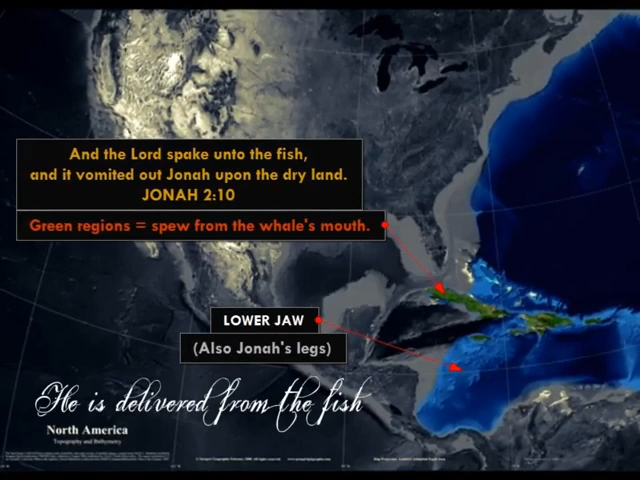 And the Lord spake unto the fish,
and it vomited out Jonah upon the dry land.
JONAH 2:10
Green regions = spew from the whale's mouth.
LOWER JAW
(Also Jonah's legs)
He is delivered from the fish
North America
Topography and Bathymetry